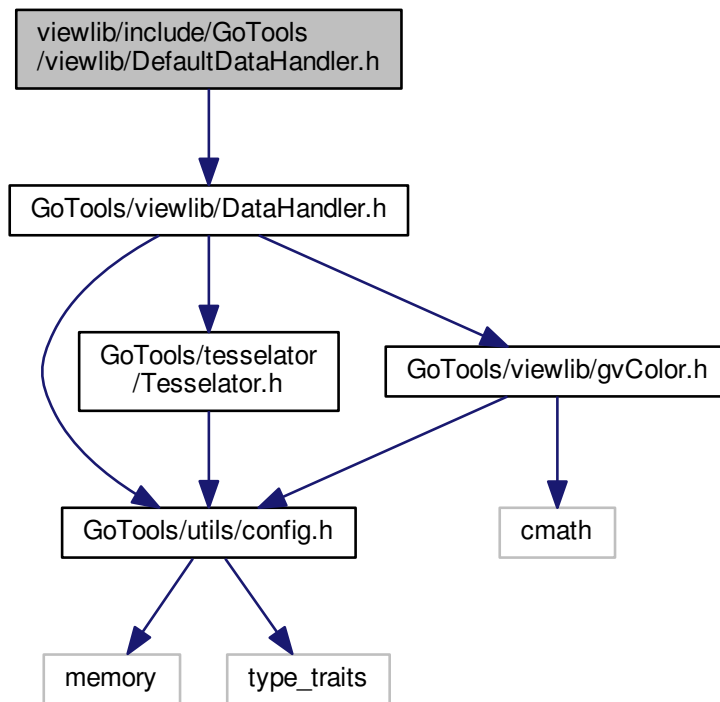 viewlib/include/GoTools
/viewlib/DefaultDataHandler.h
GoTools/viewlib/DataHandler.h
GoTools/tesselator
/Tesselator.h
GoTools/viewlib/gvColor.h
GoTools/utils/config.h
cmath
memory
type_traits